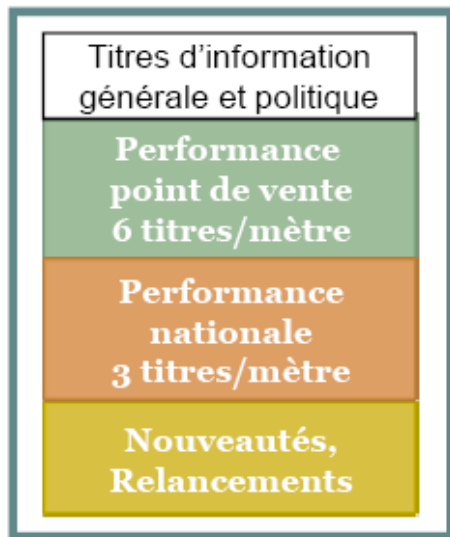 Titres d'information
générale et politique
Performance
point de vente
6 titres/mètre
Performance
nationale
3 titres/mètre
Nouveautés,
Relancements